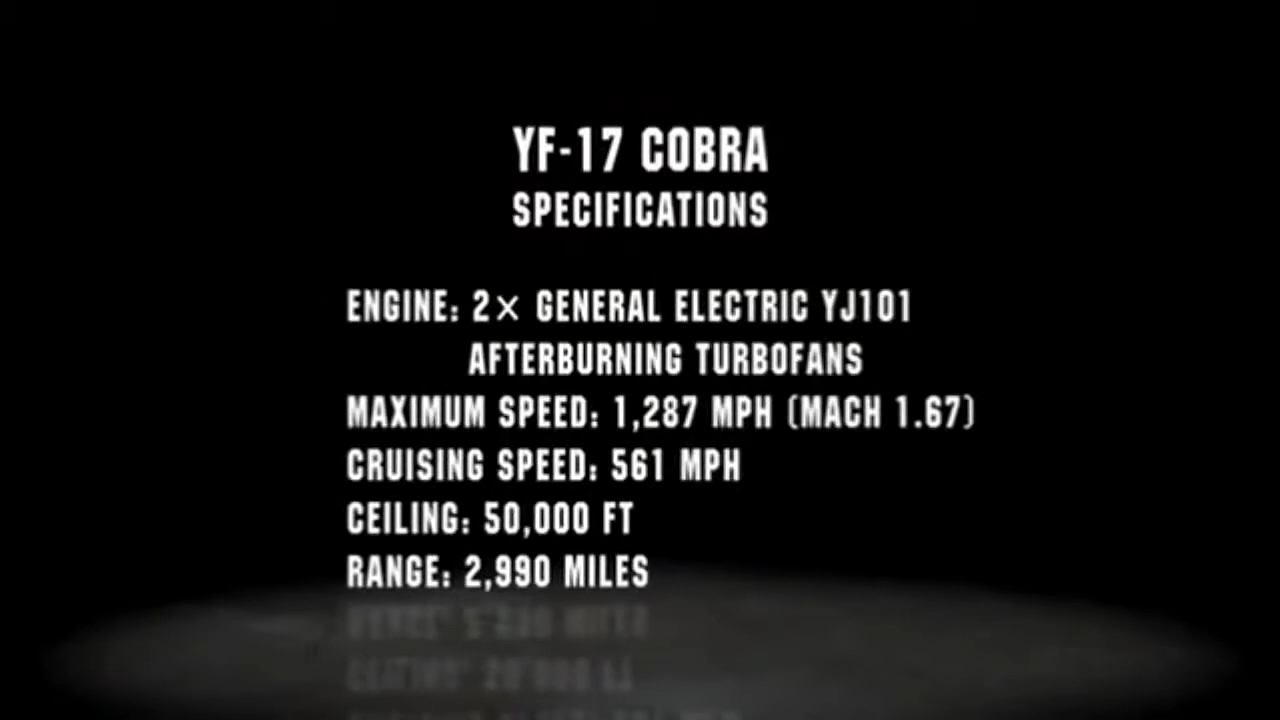 YF-17 COBRA
SPECIFICATIONS
ENGINE: 2× GENERAL ELECTRIC YJ101
AFTERBURNING TURBOFANS
MAXIMUM SPEED: 1,287 MPH (MACH 1.67)
CRUISING SPEED: 561 MPH
CEILING: 50,000 FT
RANGE: 2,990 MILES